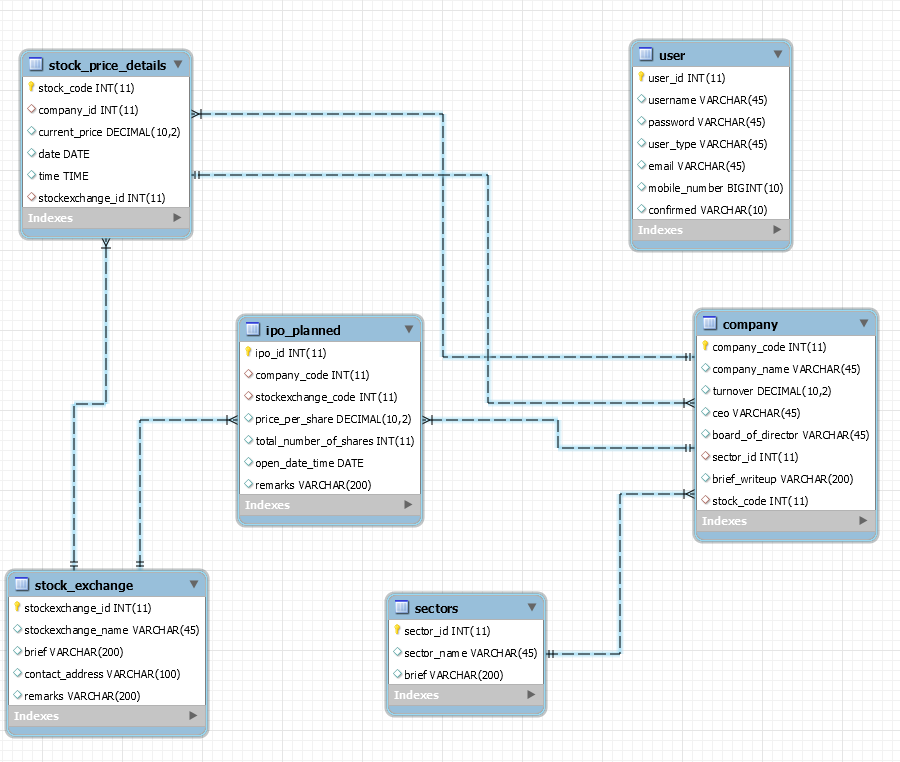 stock_price_details
stock_code INT(11)
company_id INT(11)
current_price DECIMAL(10,2)
date DATE
time TIME
stockexchange_id INT(11)
Indexes
user
user_id INT(11)
username VARCHAR(45)
password VARCHAR(45)
user_type VARCHAR(45)
email VARCHAR(45)
mobile_number BIGINT(10)
confirmed VARCHAR(10)
Indexes
ipo_planned
ipo_id INT(11)
company_code INT(11)
stockexchange_code INT(11)
price_per_share DECIMAL(10,2)
total_number_of_shares INT(11)
open_date_time DATE
remarks VARCHAR(200)
Indexes
company
company_code INT(11)
company_name VARCHAR(45)
turnover DECIMAL(10,2)
ceo VARCHAR(45)
board_of_director VARCHAR(45)
sector_id INT(11)
brief_writeup VARCHAR(200)
stock_code INT(11)
Indexes
stock_exchange
stockexchange_id INT(11)
stockexchange_name VARCHAR(45)
brief VARCHAR(200)
contact_address VARCHAR(100)
remarks VARCHAR(200)
Indexes
sectors
sector_id INT(11)
sector_name VARCHAR(45)
brief VARCHAR(200)
Indexes